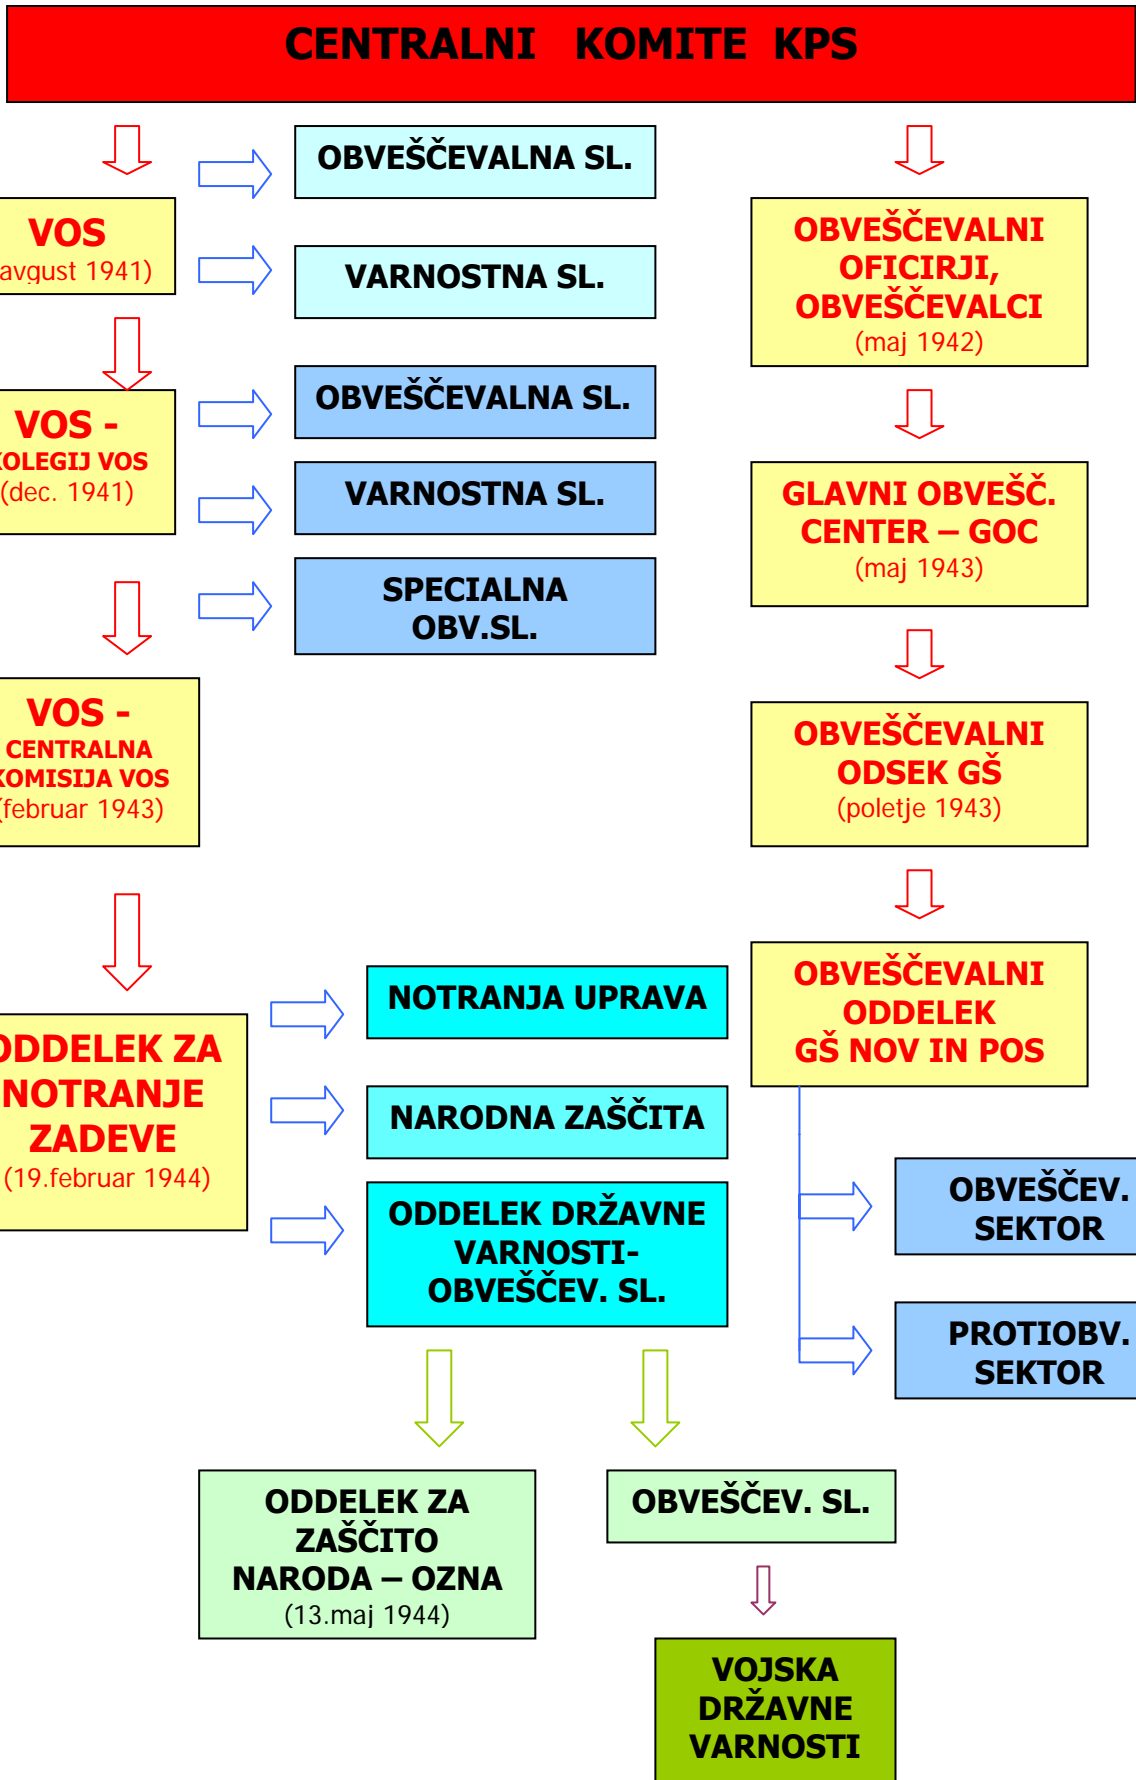 CENTRALNI KOMITE KPS
OBVEŠČEVALNA SL.
VOS
avgust 1941)
VARNOSTNA SL.
OBVEŠČEVALNI
OFICIRJI,
OBVEŠČEVALCI
(maj 1942)
VOS -
KOLEGIJ VOS
(dec. 1941)
OBVEŠČEVALNA SL.
VARNOSTNA SL.
SPECIALNA
OBV.SL.
GLAVNI OBVEŠČ.
CENTER – GOC
(maj 1943)
VOS -
CENTRALNA
KOMISIJA VOS
(februar 1943)
OBVEŠČEVALNI
ODSEK GŠ
(poletje 1943)
ODDELEK ZA
NOTRANJE
ZADEVE
(19.februar 1944)
NOTRANJA UPRAVA
NARODNA ZAŠČITA
ODDELEK DRŽAVNE
VARNOSTI-
OBVEŠČEV. SL.
OBVEŠČEVALNI
ODDELEK
GŠ NOV IN POS
OBVEŠČEV.
SEKTOR
PROTIOBV.
SEKTOR
ODDELEK ZA
ZAŠČITO
NARODA – OZNA
(13.maj 1944)
OBVEŠČEV. SL.
VOJSKA
DRŽAVNE
VARNOSTI